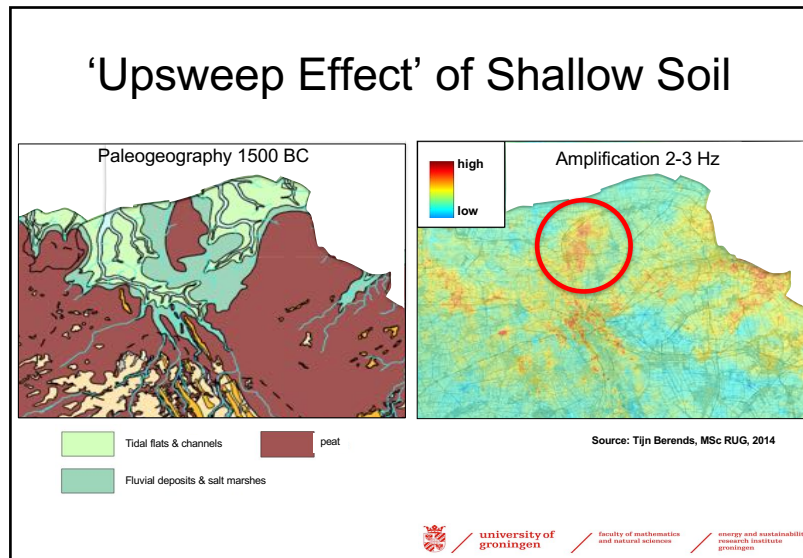 ‘Upsweep Effect’ of Shallow Soil
Paleogeography 1500 BC
high
low
Amplification 2-3 Hz
Tidal flats & channels
peat
Fluvial deposits & salt marshes
Source: Tijn Berends, MSc RUG, 2014
university of
groningen
faculty of mathematics
and natural sciences
energy and sustainability
research institute
groningen